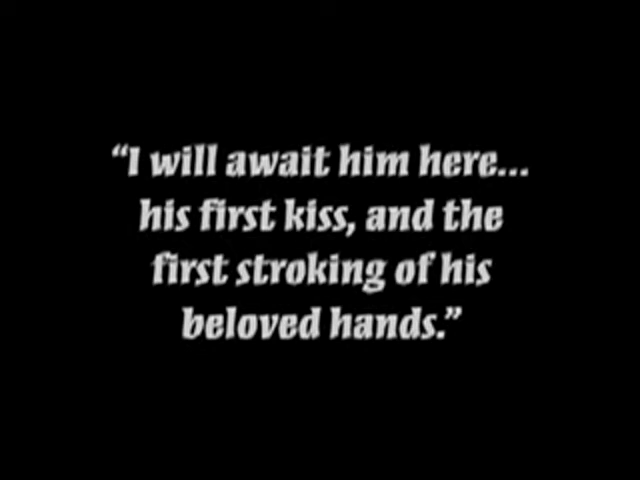 “I will await him here...
his first kiss, and the
first stroking of his
beloved hands.”